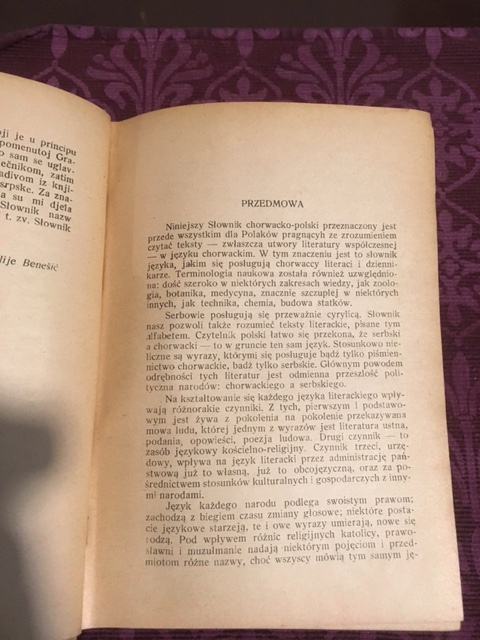 ji je u principu
pomenutoj Gra-
o sam se uglav-
ečnikom, zatim
adivom iz knji-
srpske. Za zna-
a su mi djela
Słownik nazw
t. zv. Słownik
lije Benešić
PRZEDMOWA
Niniejszy Słownik chorwacko-polski przeznaczony jest
przede wszystkim dla Polaków pragnących ze zrozumieniem
czytać teksty — zwłaszcza utwory literatury współczesnej
— w języku chorwackim. W tym znaczeniu jest to słownik
języka, jakim się posługują chorwaccy literaci i dzienni-
karze. Terminologia naukowa została również uwzględnio-
na: dość szeroko w niektórych zakresach wiedzy, jak zoolo-
gia, botanika, medycyna, znacznie szczuplej w niektórych
innych, jak technika, chemia, budowa statków.
Serbowie posługują się przeważnie cyrylicą. Słownik
nasz pozwoli także rozumieć teksty literackie, pisane tym
alfabetem. Czytelnik polski łatwo się przekona, że serbski
a chorwacki — to w gruncie ten sam język. Stosunkowo nie-
liczne są wyrazy, którymi się posługuje bądź tylko piśmien-
nictwo chorwackie, bądź tylko serbskie. Głównym powodem
odrębności tych literatur jest odmienna przeszłość poli-
tyczna narodów: chorwackiego a serbskiego.
Na kształtowanie się każdego języka literackiego wpły-
wają różnorakie czynniki. Z tych, pierwszym i podstawo-
wym jest żywa z pokolenia na pokolenie przekazywana
mowa ludu, której jednym z wyrazów jest literatura ustna,
podania, opowieści, poezja ludowa. Drugi czynnik — to
zasób językowy kościelno-religijny. Czynnik trzeci, urzę-
dowy, wpływa na język literacki przez administrację pań-
stwową już to własną, już to obcojęzyczną, oraz za po-
średnictwem stosunków kulturalnych i gospodarczych z inny-
mi narodami.
Język każdego narodu podlega swoistym prawom;
zachodzą z biegiem czasu zmiany głosowe; niektóre posta-
cie językowe starzeją, te i owe wyrazy umierają, nowe się
rodzą. Pod wpływem różnic religijnych katolicy, prawo-
sławni i muzułmanie nadają niektórym pojęciom i przed-
miotom różne nazwy, choć wszyscy mówią tym samym ję-